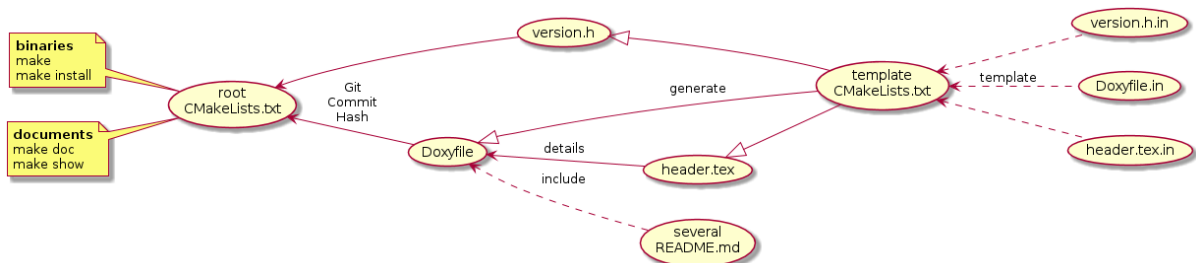 binaries
make
make install
documents
make doc
make show
root
CMakeLists.txt
Git
Commit
Hash
version.h
Doxyfile
generate
details
include
header.tex
several
README.md
template
CMakeLists.txt
template
version.h.in
Doxyfile.in
header.tex.in